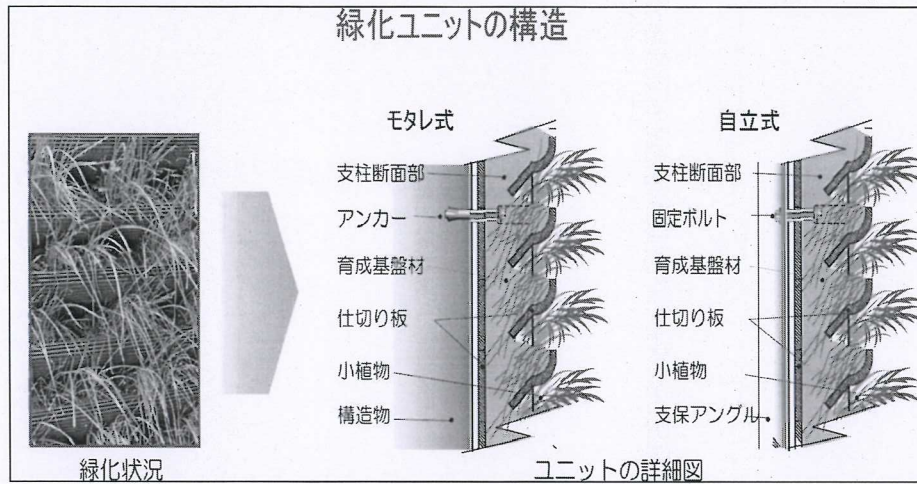 緑化ユニットの構造
モタレ式
支柱断面部
アンカー
育成基盤材
仕切り板
小植物
構造物
自立式
支柱断面部
固定ボルト
育成基盤材
仕切り板
小植物
支保アングル
緑化状況
ユニットの詳細図